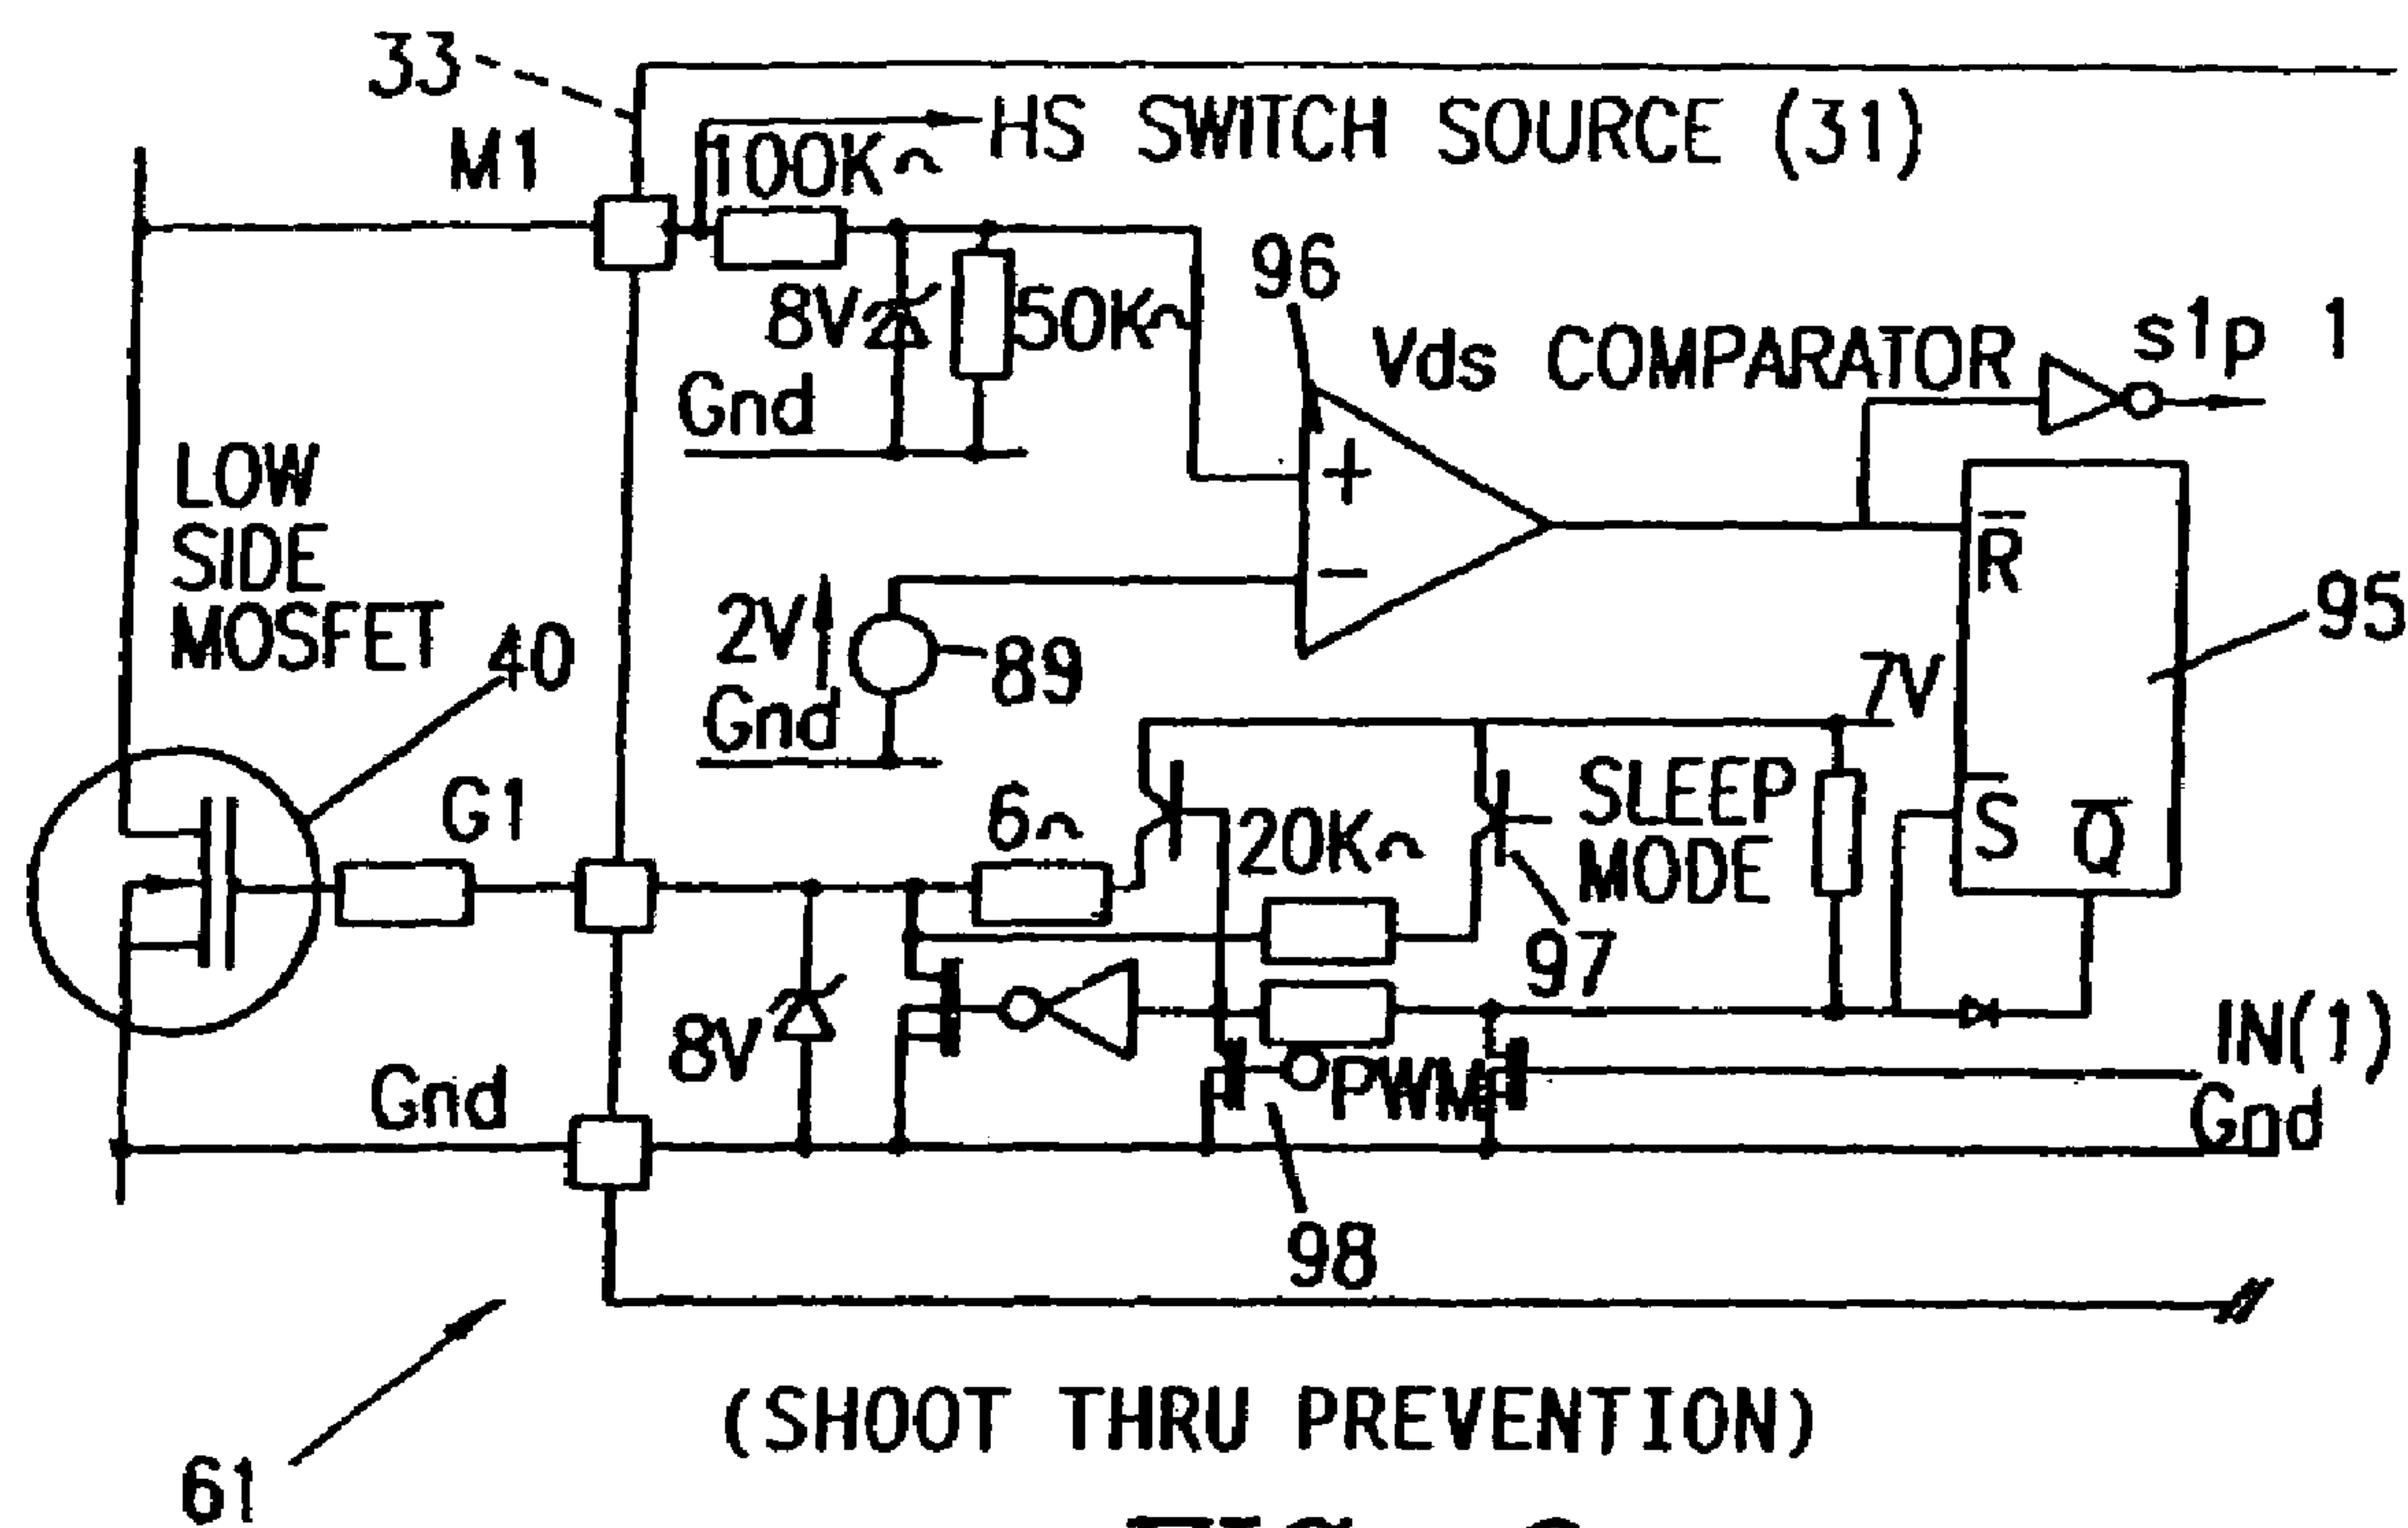 33
HS SWITCH SOURCE (31)
M1
100K
96
8V
50K
s1p 1
Vds COMPARATOR
Gnd
LOW
SIDE
MOSFET
+
R
95
2V
-
89
40
7V
Gnd
SLEEP
MODE
G1
6
20K
S Q
97
8V
IN(1)
PWM
Gnd
Gnd
98
(SHOOT THRU PREVENTION)
61